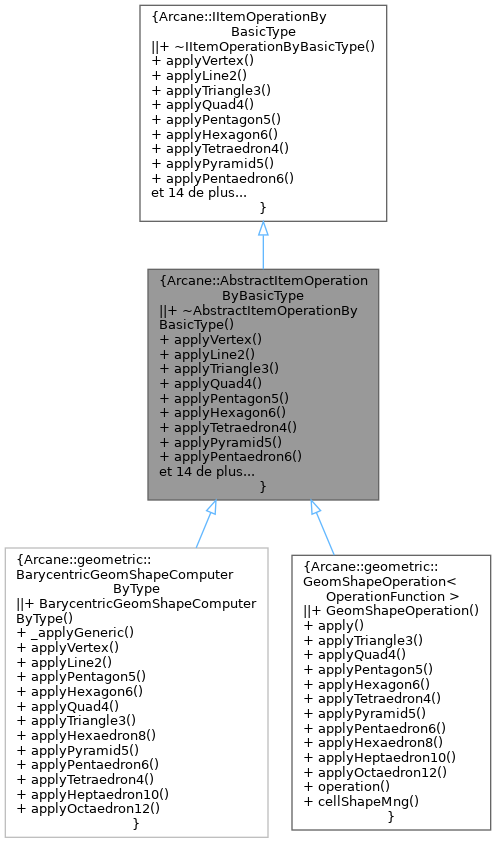 {Arcane::IItemOperationBy
BasicType
||+ ~IItemOperationByBasicType()
+ applyVertex()
+ applyLine2()
+ applyTriangle3()
+ applyQuad4()
+ applyPentagon5()
+ applyHexagon6()
+ applyTetraedron4()
+ applyPyramid5()
+ applyPentaedron6()
et 14 de plus...
}
{Arcane::AbstractItemOperation
ByBasicType
||+ ~AbstractItemOperationBy
BasicType()
+ applyVertex()
+ applyLine2()
+ applyTriangle3()
+ applyQuad4()
+ applyPentagon5()
+ applyHexagon6()
+ applyTetraedron4()
+ applyPyramid5()
+ applyPentaedron6()
et 14 de plus...
}
{Arcane::geometric::
BarycentricGeomShapeComputer
ByType
||+ BarycentricGeomShapeComputer
ByType()
+ _applyGeneric()
+ applyVertex()
+ applyLine2()
+ applyPentagon5()
+ applyHexagon6()
+ applyQuad4()
+ applyTriangle3()
+ applyHexaedron8()
+ applyPyramid5()
+ applyPentaedron6()
+ applyTetraedron4()
+ applyHeptaedron10()
+ applyOctaedron12()
}
{Arcane::geometric::
GeomShapeOperation<
OperationFunction >
||+ GeomShapeOperation()
+ apply()
+ applyTriangle3()
+ applyQuad4()
+ applyPentagon5()
+ applyHexagon6()
+ applyTetraedron4()
+ applyPyramid5()
+ applyPentaedron6()
+ applyHexaedron8()
+ applyHeptaedron10()
+ applyOctaedron12()
+ operation()
+ cellShapeMng()
}